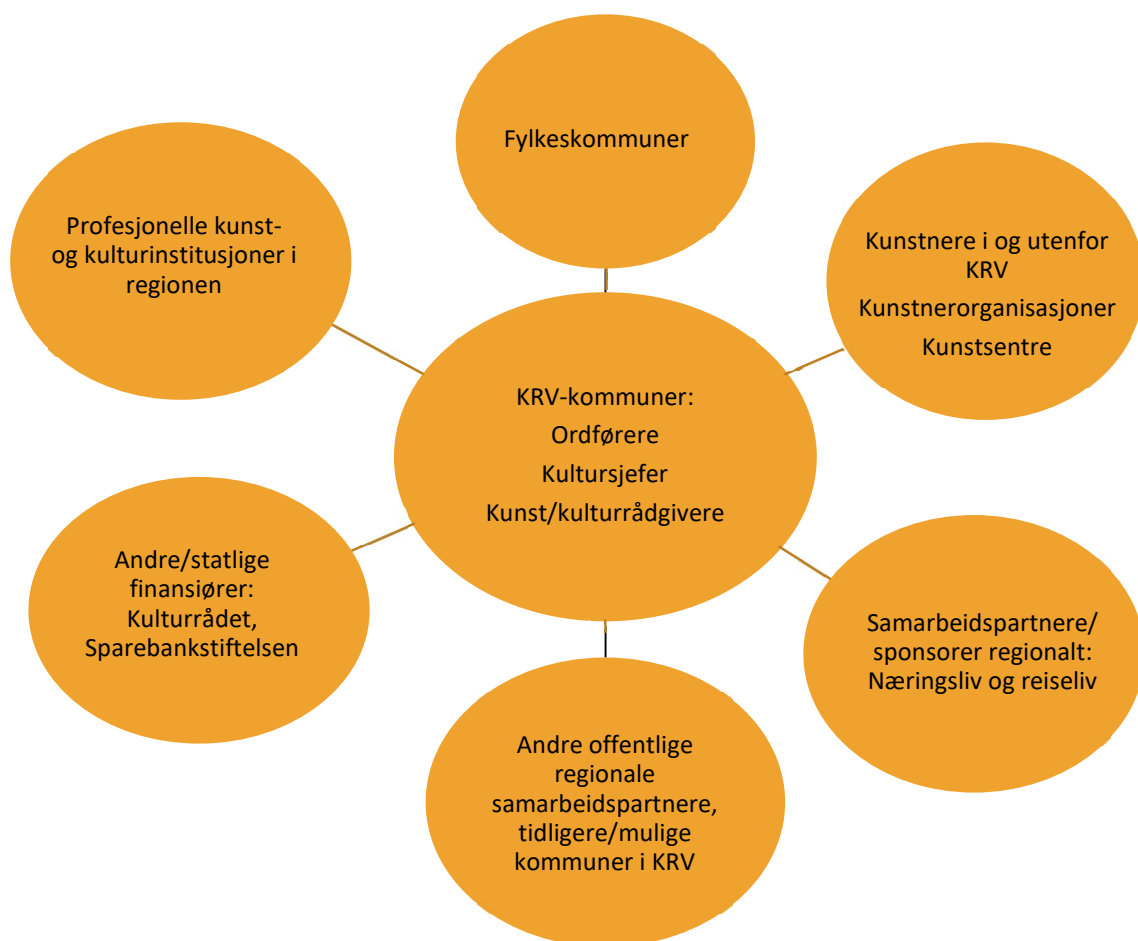 Fylkeskommuner
Profesjonelle kunst-
og kulturinstitusjoner i
regionen
Kunstnere i og utenfor
KRV
Kunstnerorganisasjoner
Kunstsentre
KRV-kommuner:
Ordførere
Kultursjefer
Kunst/kulturrådgivere
Andre/statlige
finansiører:
Kulturrådet,
Sparebankstiftelsen
Samarbeidspartnere/
sponsorer regionalt:
Næringsliv og reiseliv
Andre offentlige
regionale
samarbeidspartnere,
tidligere/mulige
kommuner i KRV